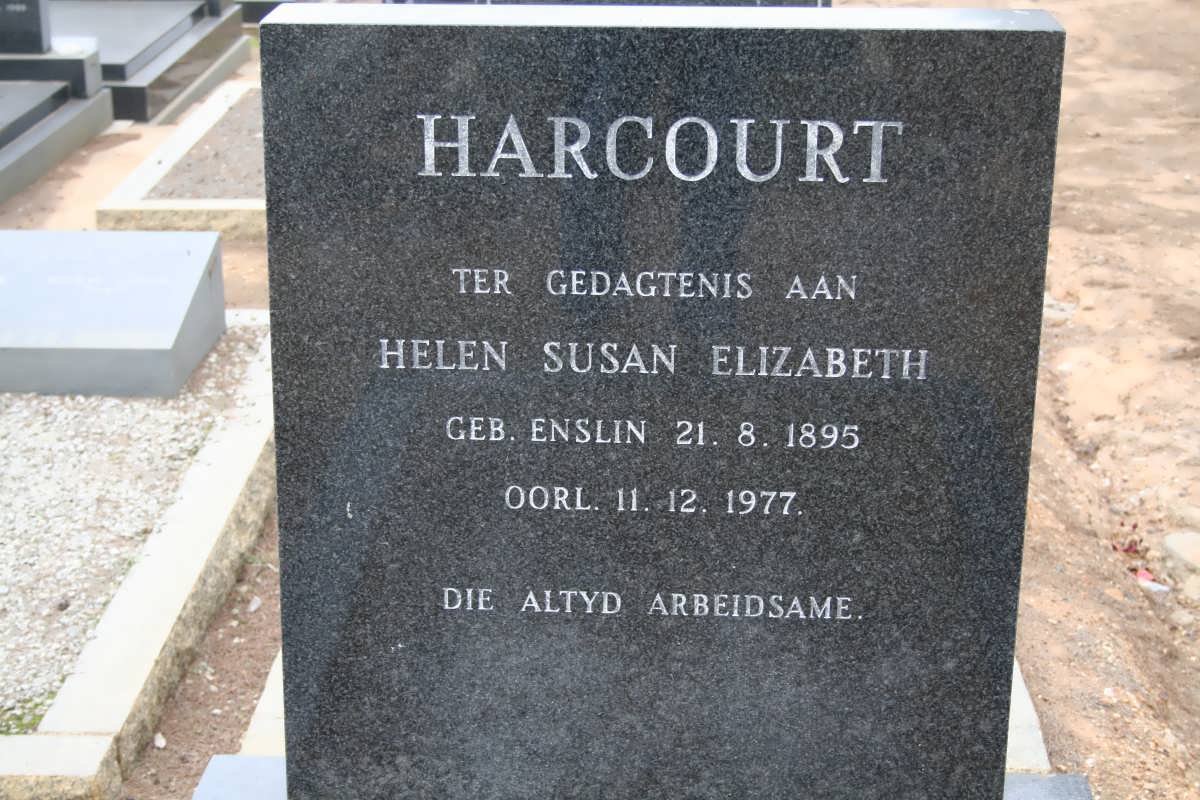 HARCOURT
TER GEDAGTENIS AAN
HELEN SUSAN ELIZABETH
GEB. ENSLIN 21. 8. 1895
OORL. 11. 12. 1977.
DIE ALTYD ARBEIDSAME.